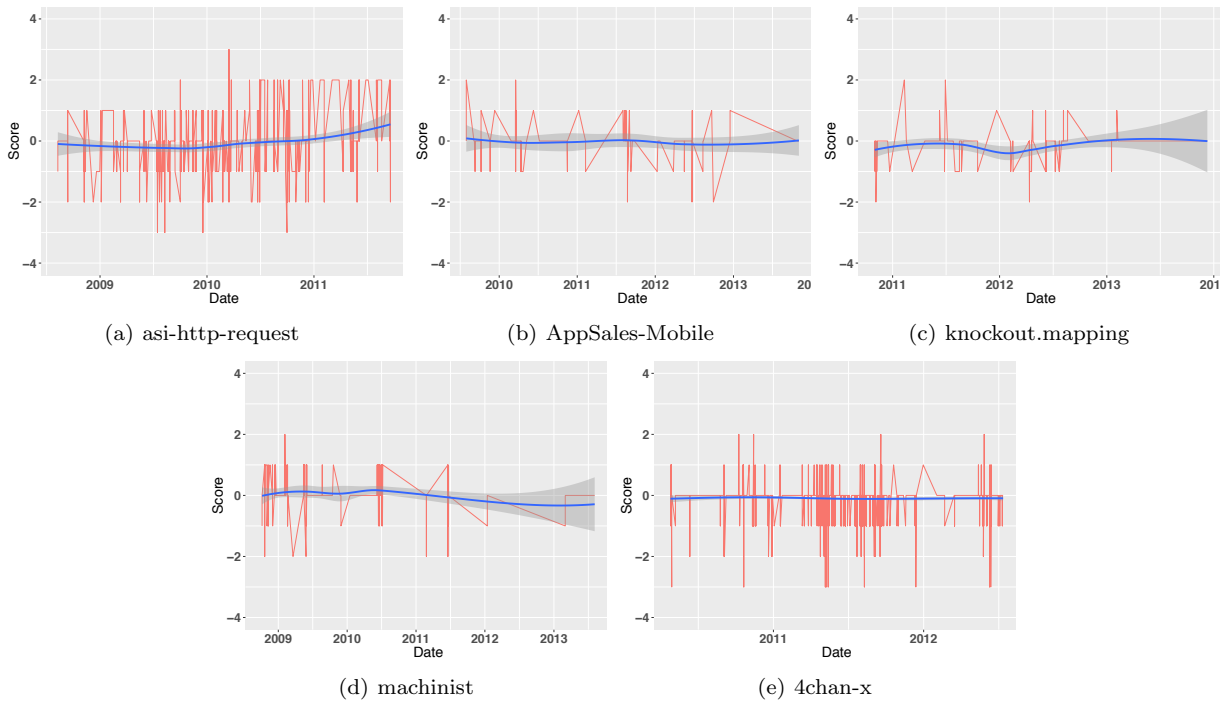 4
2
0
−2
−4
Score
2009
2010
2011
Date
(a) asi-http-request
4
2
0
−2
−4
Score
2010
2011
2012
2013
20
Date
(b) AppSales-Mobile
4
2
0
−2
−4
Score
2011
2012
2013
201
Date
(c) knockout.mapping
4
2
0
−2
−4
Score
2009
2010
2011
2012
2013
Date
(d) machinist
4
2
0
−2
−4
Score
2011
2012
Date
(e) 4chan-x